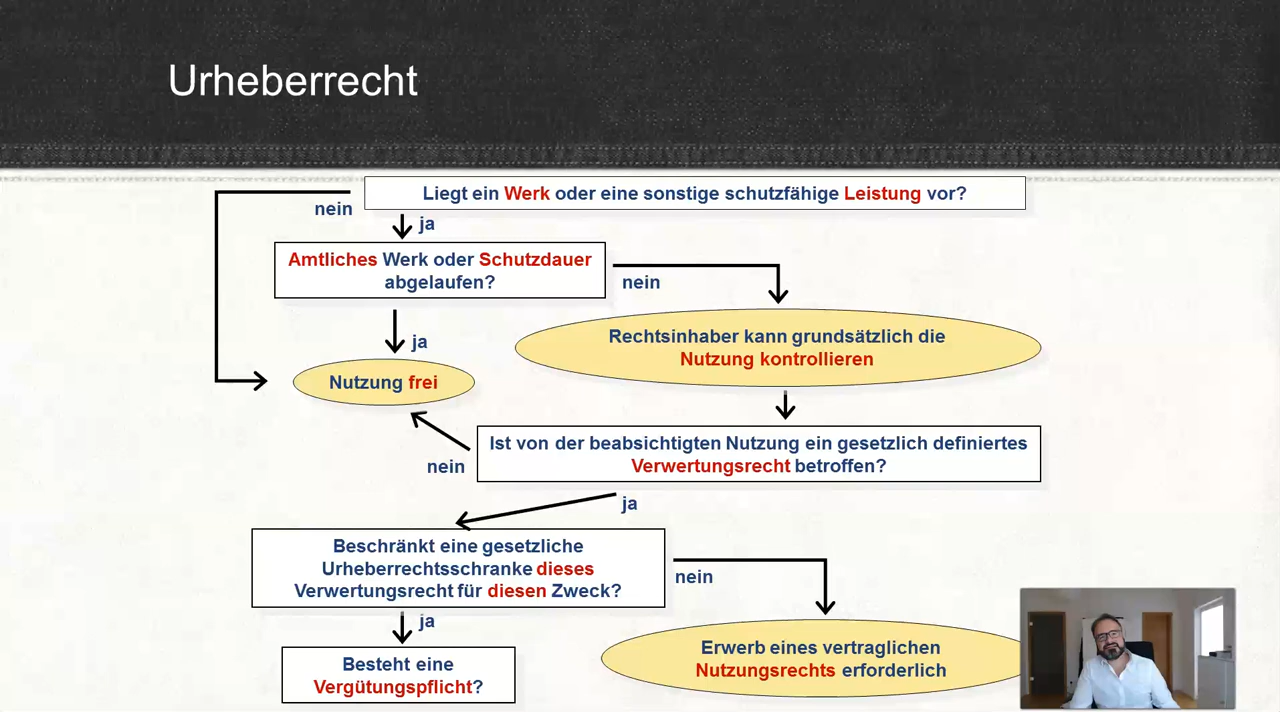 Urheberrecht
Liegt ein Werk oder eine sonstige schutzfähige Leistung vor?
nein
ja
Amtliches Werk oder Schutzdauer
abgelaufen?
nein
ja
Rechtsinhaber kann grundsätzlich die
Nutzung kontrollieren
Nutzung frei
Ist von der beabsichtigten Nutzung ein gesetzlich definiertes
Verwertungsrecht betroffen?
nein
ja
Beschränkt eine gesetzliche
Urheberrechtsschranke dieses
Verwertungsrecht für diesen Zweck?
nein
ja
Erwerb eines vertraglichen
Nutzungsrechts erforderlich
Besteht eine
Vergütungspflicht?